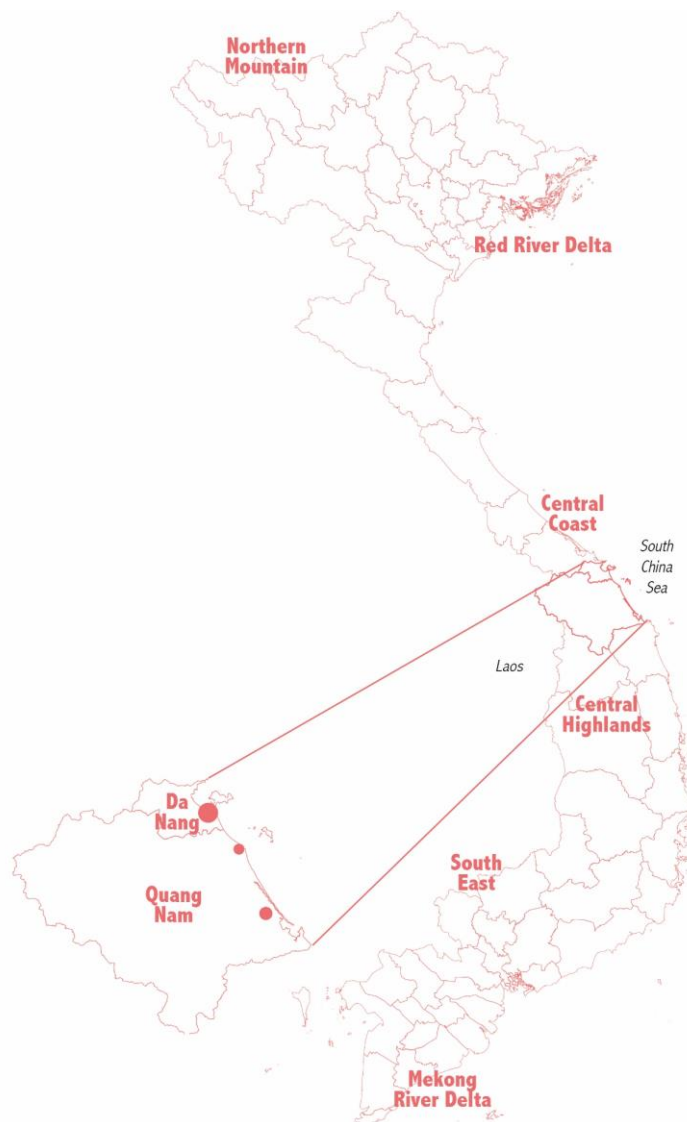 Northern
Mountain
Red River Delta
Central
Coast
South
China
Sea
Laos
Central
Highlands
Da
Nang
South
East
Quang
Nam
Mekong
River Delta